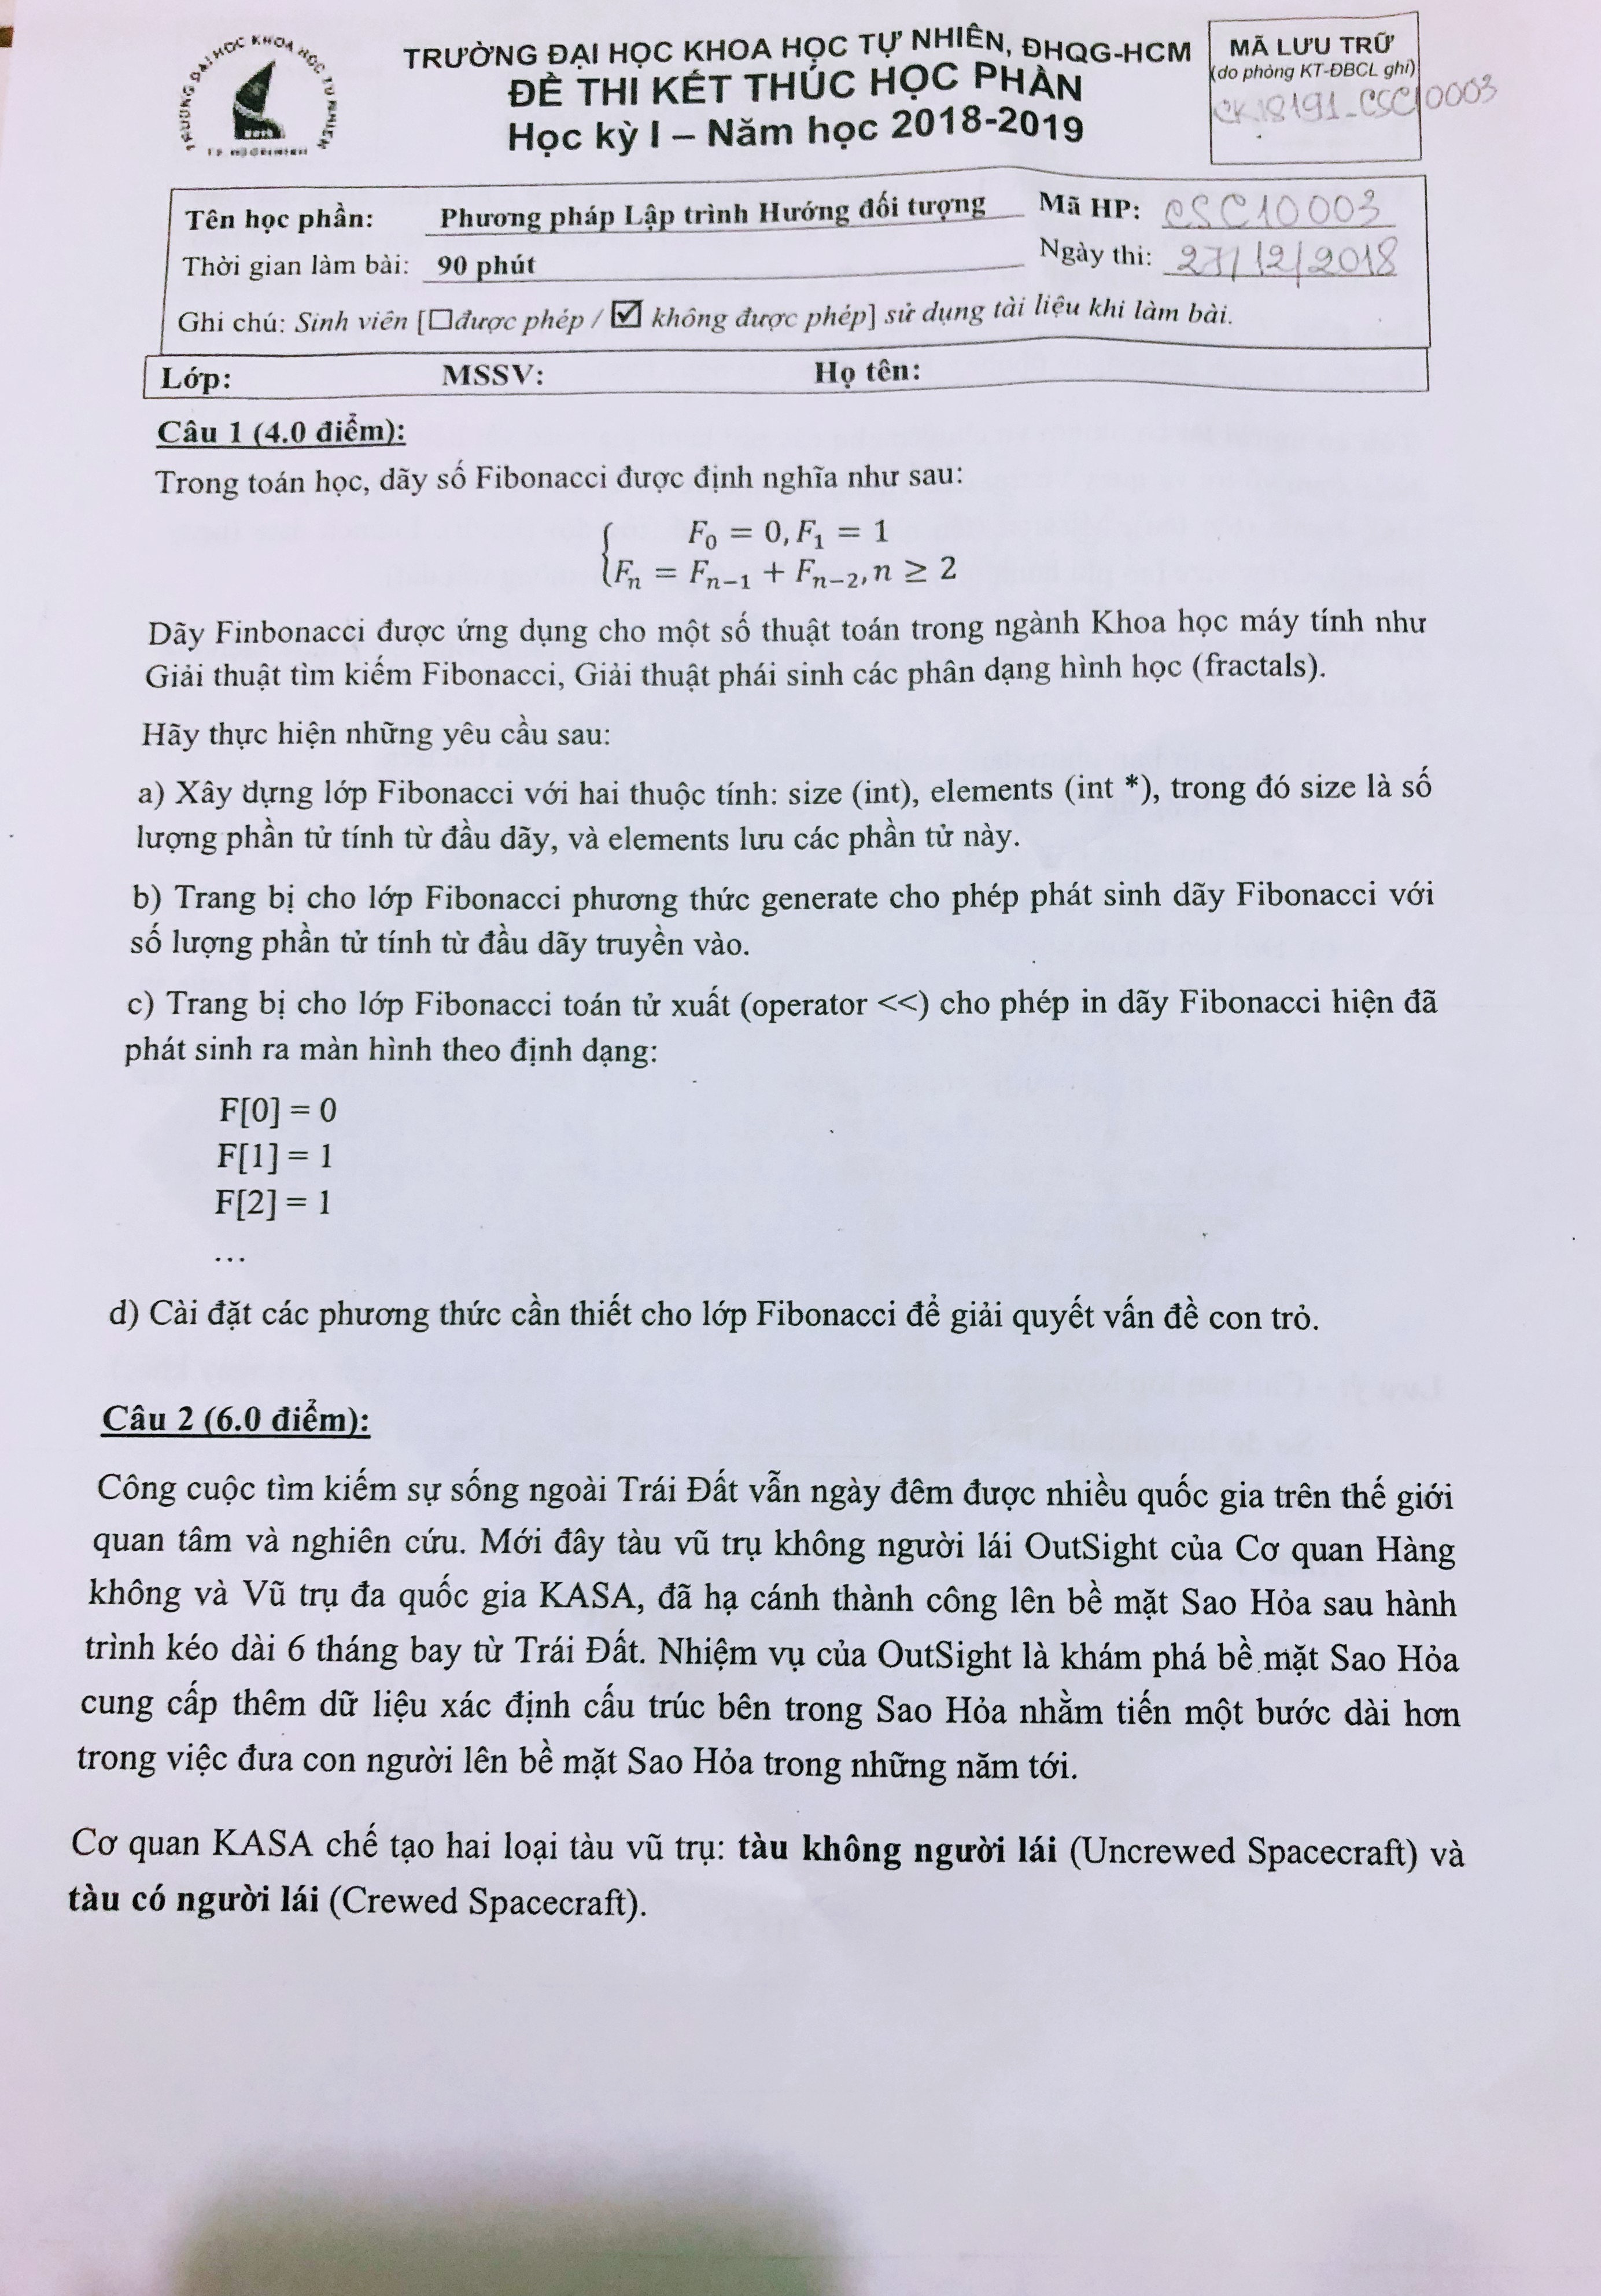 TRƯỜNG ĐẠI HỌC KHOA HỌC TỰ NHIÊN
TRƯỜNG ĐẠI HỌC KHOA HỌC TỰ NHIÊN, ĐHQG-HCM
ĐỀ THI KẾT THÚC HỌC PHẦN
Học kỳ I – Năm học 2018-2019
MÃ LƯU TRỮ
(do phòng KT-ĐBCL ghi)
CK18191_CSC10003
Tên học phần: Phương pháp Lập trình Hướng đối tượng Mã HP: CSC10003
Thời gian làm bài: 90 phút Ngày thi: 27/12/2018
Ghi chú: Sinh viên [☐được phép / ☑ không được phép] sử dụng tài liệu khi làm bài.
Lớp: MSSV: Họ tên:
Câu 1 (4.0 điểm):
Trong toán học, dãy số Fibonacci được định nghĩa như sau:
F₀ = 0, F₁ = 1
Fₙ = Fₙ₋₁ + Fₙ₋₂, n ≥ 2
Dãy Finbonacci được ứng dụng cho một số thuật toán trong ngành Khoa học máy tính như
Giải thuật tìm kiếm Fibonacci, Giải thuật phái sinh các phân dạng hình học (fractals).
Hãy thực hiện những yêu cầu sau:
a) Xây dựng lớp Fibonacci với hai thuộc tính: size (int), elements (int *), trong đó size là số
lượng phần tử tính từ đầu dãy, và elements lưu các phần tử này.
b) Trang bị cho lớp Fibonacci phương thức generate cho phép phát sinh dãy Fibonacci với
số lượng phần tử tính từ đầu dãy truyền vào.
c) Trang bị cho lớp Fibonacci toán tử xuất (operator <<) cho phép in dãy Fibonacci hiện đã
phát sinh ra màn hình theo định dạng:
F[0] = 0
F[1] = 1
F[2] = 1
...
d) Cài đặt các phương thức cần thiết cho lớp Fibonacci để giải quyết vấn đề con trỏ.
Câu 2 (6.0 điểm):
Công cuộc tìm kiếm sự sống ngoài Trái Đất vẫn ngày đêm được nhiều quốc gia trên thế giới
quan tâm và nghiên cứu. Mới đây tàu vũ trụ không người lái OutSight của Cơ quan Hàng
không và Vũ trụ đa quốc gia KASA, đã hạ cánh thành công lên bề mặt Sao Hỏa sau hành
trình kéo dài 6 tháng bay từ Trái Đất. Nhiệm vụ của OutSight là khám phá bề mặt Sao Hỏa
cung cấp thêm dữ liệu xác định cấu trúc bên trong Sao Hỏa nhằm tiến một bước dài hơn
trong việc đưa con người lên bề mặt Sao Hỏa trong những năm tới.
Cơ quan KASA chế tạo hai loại tàu vũ trụ: tàu không người lái (Uncrewed Spacecraft) và
tàu có người lái (Crewed Spacecraft).